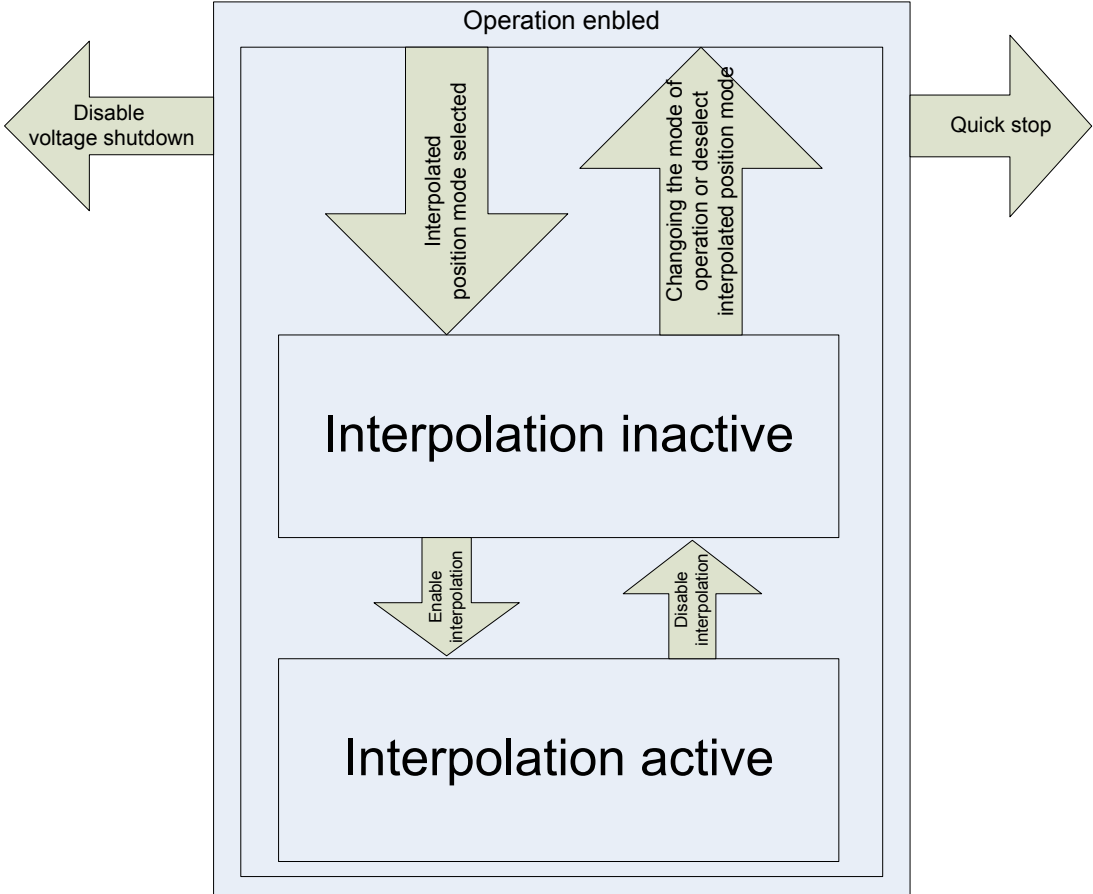 Operation enbled
Disable
voltage shutdown
Interpolated
position mode selected
Changoing the mode of
operation or deselect
interpolated position mode
Quick stop
Interpolation inactive
Enable
interpolation
Disable
interpolation
Interpolation active